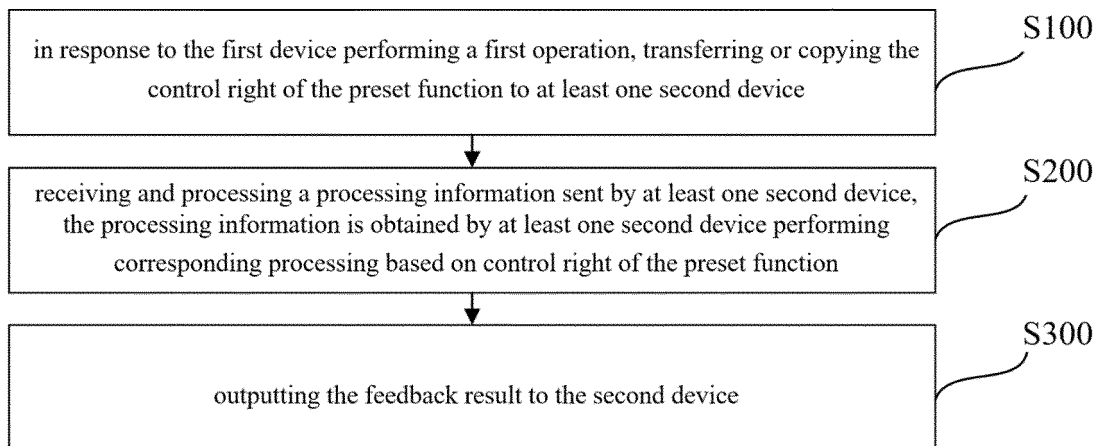 in response to the first device performing a first operation, transferring or copying the
control right of the preset function to at least one second device
S100
receiving and processing a processing information sent by at least one second device,
the processing information is obtained by at least one second device performing
corresponding processing based on control right of the preset function
S200
outputting the feedback result to the second device
S300